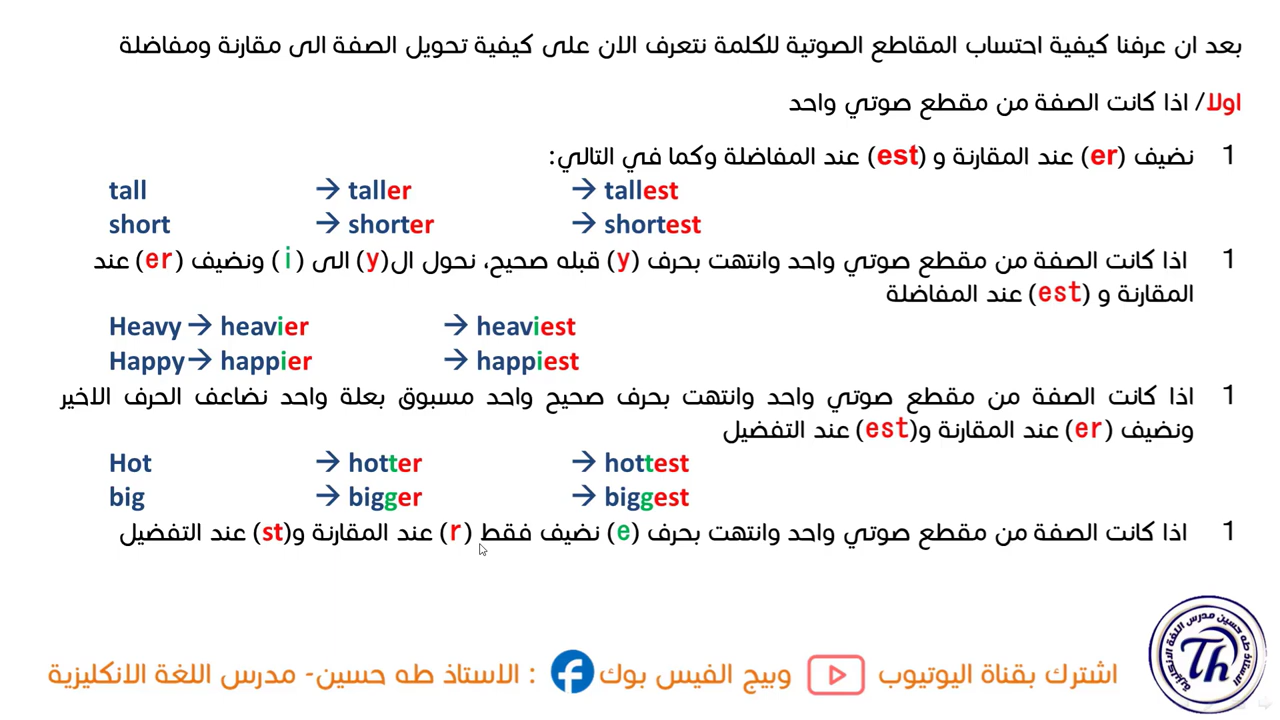 بعد ان عرفنا كيفية احتساب المقاطع الصوتية للكلمة نتعرف الان على كيفية تحويل الصفة الى مقارنة ومفاضلة
اولا/ اذا كانت الصفة من مقطع صوتي واحد
1 نضيف (er) عند المقارنة و (est) عند المفاضلة وكما في التالي:
tall → taller → tallest
short → shorter → shortest
1 اذا كانت الصفة من مقطع صوتي واحد وانتهت بحرف (y) قبله صحيح، نحول ال(y) الى (i) ونضيف (er) عند
المقارنة و (est) عند المفاضلة
Heavy → heavier → heaviest
Happy → happier → happiest
1 اذا كانت الصفة من مقطع صوتي واحد وانتهت بحرف صحيح واحد مسبوق بعلة واحد نضاعف الحرف الاخير
ونضيف (er) عند المقارنة و(est) عند التفضيل
Hot → hotter → hottest
big → bigger → biggest
1 اذا كانت الصفة من مقطع صوتي واحد وانتهت بحرف (e) نضيف فقط (r) عند المقارنة و(st) عند التفضيل
اشترك بقناة اليوتيوب وبيج الفيس بوك : الاستاذ طه حسين- مدرس اللغة الانكليزية
الاستاذ طه حسين مدرس اللغة الانكليزية
Th